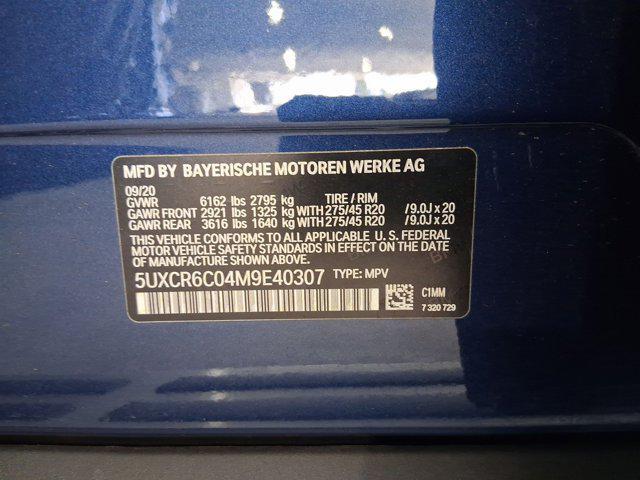 MFD BY BAYERISCHE MOTOREN WERKE AG
09/20
GVWR 6162 lbs 2795 kg TIRE / RIM
GAWR FRONT 2921 lbs 1325 kg WITH 275/45 R20 /9.0J x 20
GAWR REAR 3616 lbs 1640 kg WITH 275/45 R20 /9.0J x 20
THIS VEHICLE CONFORMS TO ALL APPLICABLE U. S. FEDERAL
MOTOR VEHICLE SAFETY STANDARDS IN EFFECT ON THE DATE
OF MANUFACTURE SHOWN ABOVE.
5UXCR6C04M9E40307 TYPE: MPV
C1MM
7 320 729